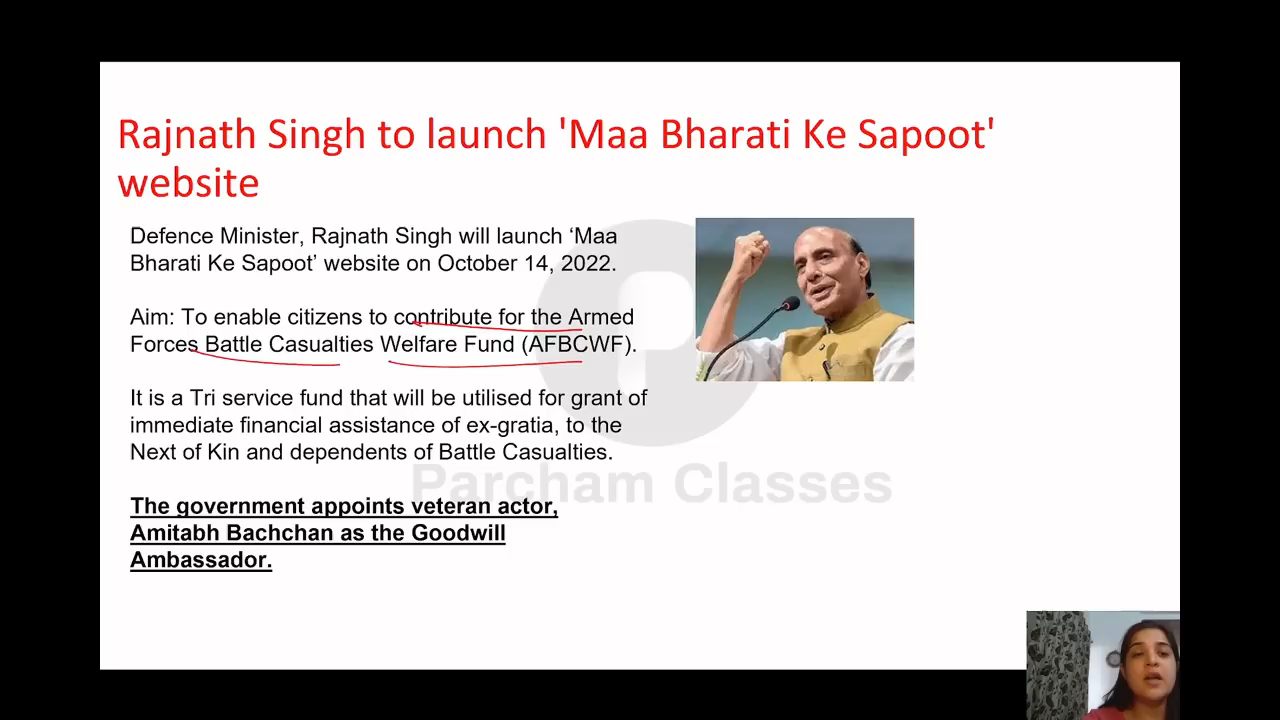 Rajnath Singh to launch 'Maa Bharati Ke Sapoot'
website
Defence Minister, Rajnath Singh will launch ‘Maa
Bharati Ke Sapoot’ website on October 14, 2022.
Aim: To enable citizens to contribute for the Armed
Forces Battle Casualties Welfare Fund (AFBCWF).
It is a Tri service fund that will be utilised for grant of
immediate financial assistance of ex-gratia, to the
Next of Kin and dependents of Battle Casualties.
Parcham Classes
The government appoints veteran actor,
Amitabh Bachchan as the Goodwill
Ambassador.